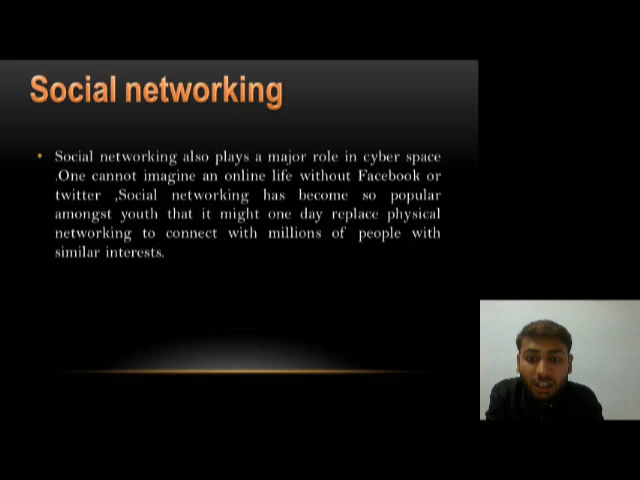 Social networking
• Social networking also plays a major role in cyber space
.One cannot imagine an online life without Facebook or
twitter ,Social networking has become so popular
amongst youth that it might one day replace physical
networking to connect with millions of people with
similar interests.